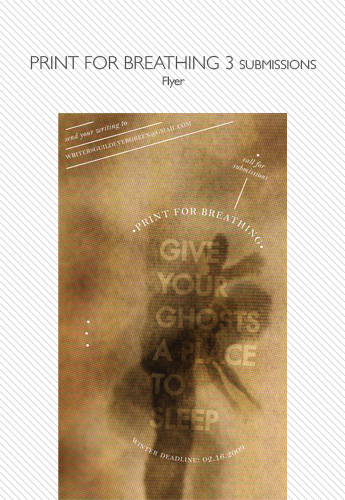 PRINT FOR BREATHING 3 SUBMISSIONS
Flyer
send your writing to:
WRITERSGUILDEVERGREEN@GMAIL.COM
call for
submissions
•PRINT FOR BREATHING•
GIVE
YOUR
GHOSTS
A PLACE
TO
SLEEP
WINTER DEADLINE: 02.16.2009